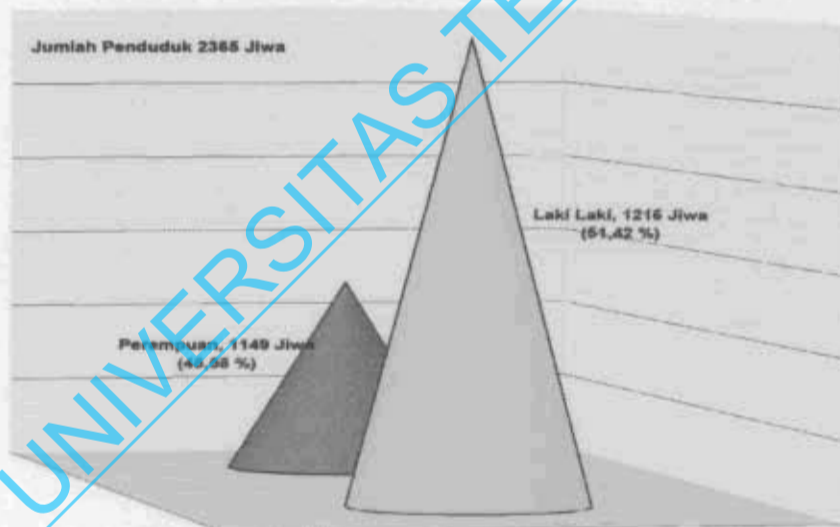 Jumlah Penduduk 2365 Jiwa
Laki Laki, 1216 Jiwa
(51,42 %)
Perempuan, 1149 Jiwa
(48,58 %)
UNIVERSITAS TE